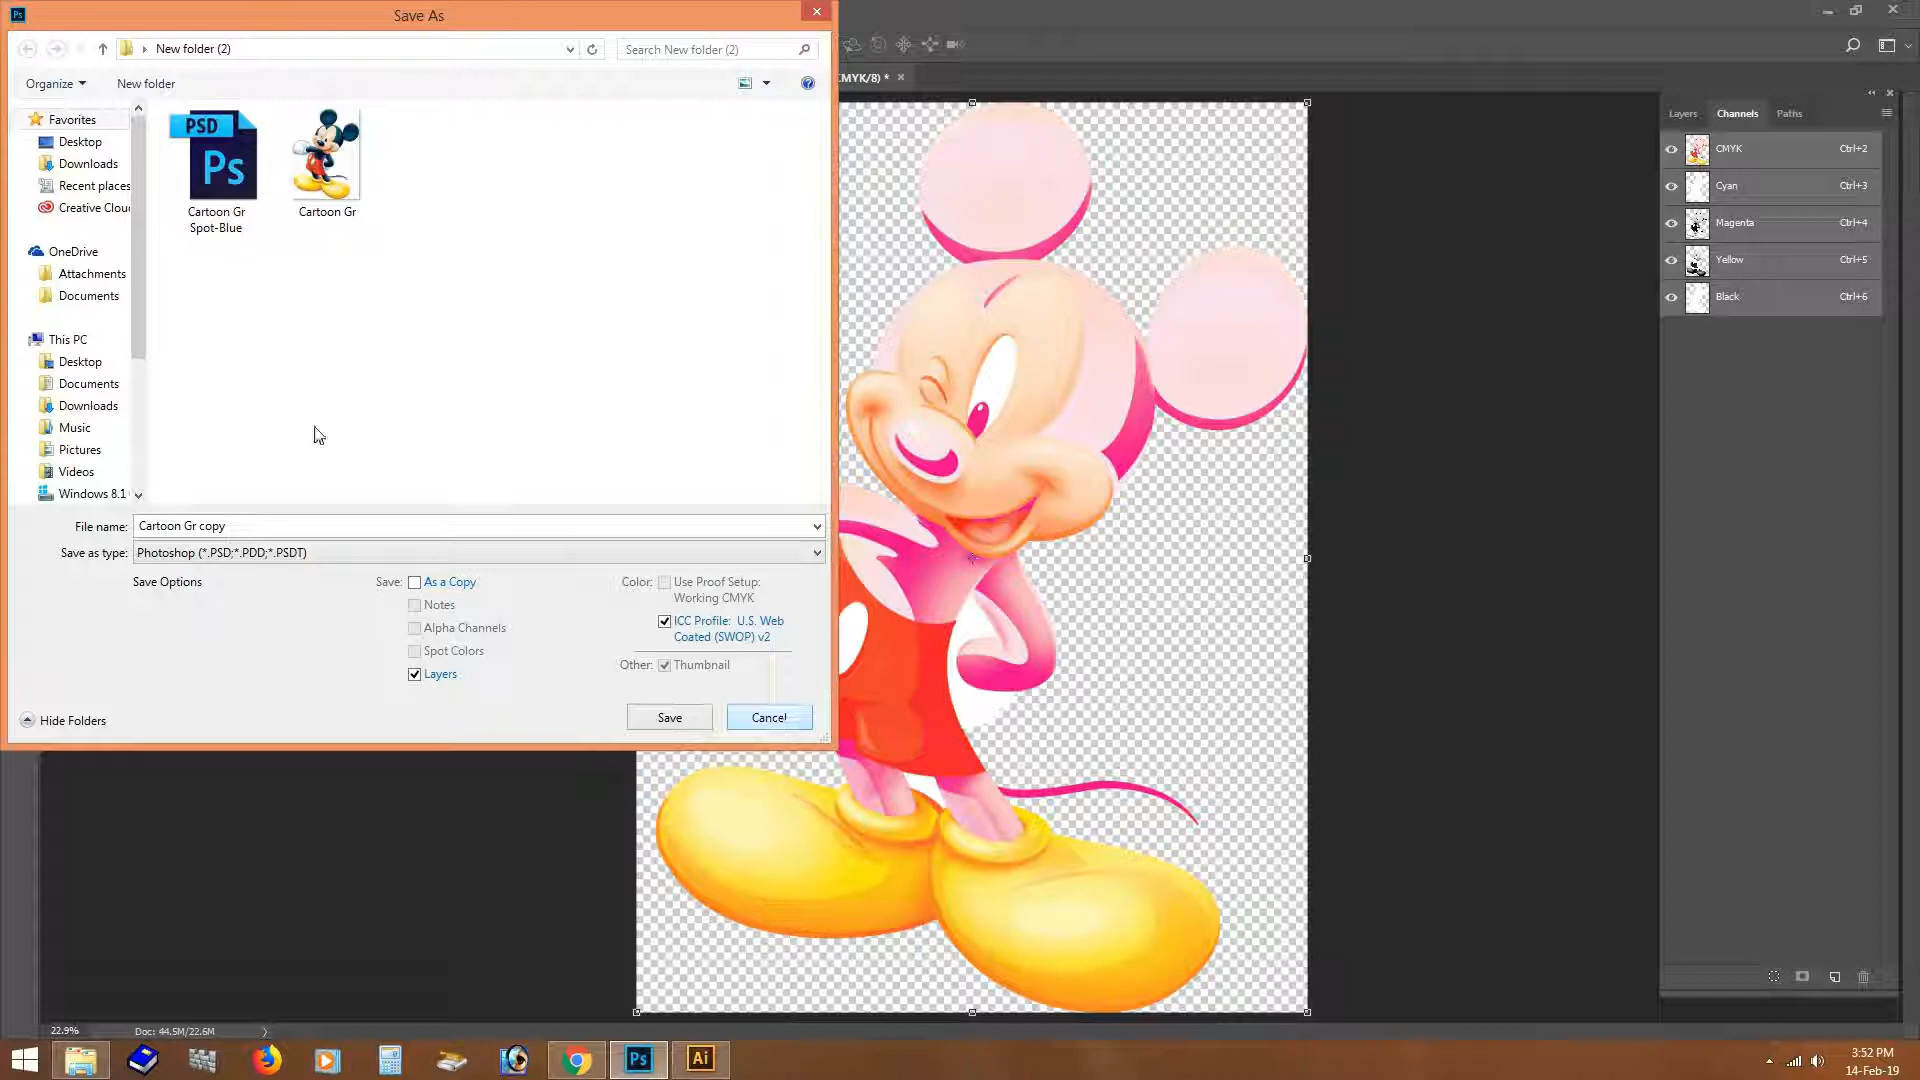 Save As
New folder (2)
Search New folder (2)
Organize
New folder
Favorites
Desktop
Downloads
Recent places
Creative Clou
OneDrive
Attachments
Documents
This PC
Desktop
Documents
Downloads
Music
Pictures
Videos
Windows 8.1
PSD
Ps
Cartoon Gr
Spot-Blue
Cartoon Gr
File name: Cartoon Gr copy
Save as type: Photoshop (*.PSD;*.PDD;*.PSDT)
Save Options
Save: As a Copy
Notes
Alpha Channels
Spot Colors
Layers
Color: Use Proof Setup:
Working CMYK
ICC Profile: U.S. Web
Coated (SWOP) v2
Other: Thumbnail
Hide Folders
Save
Cancel
CMYK/8) *
Layers Channels Paths
CMYK Ctrl+2
Cyan Ctrl+3
Magenta Ctrl+4
Yellow Ctrl+5
Black Ctrl+6
22.9% Doc: 44.5M/22.6M
Ps
Ai
3:52 PM
14-Feb-19